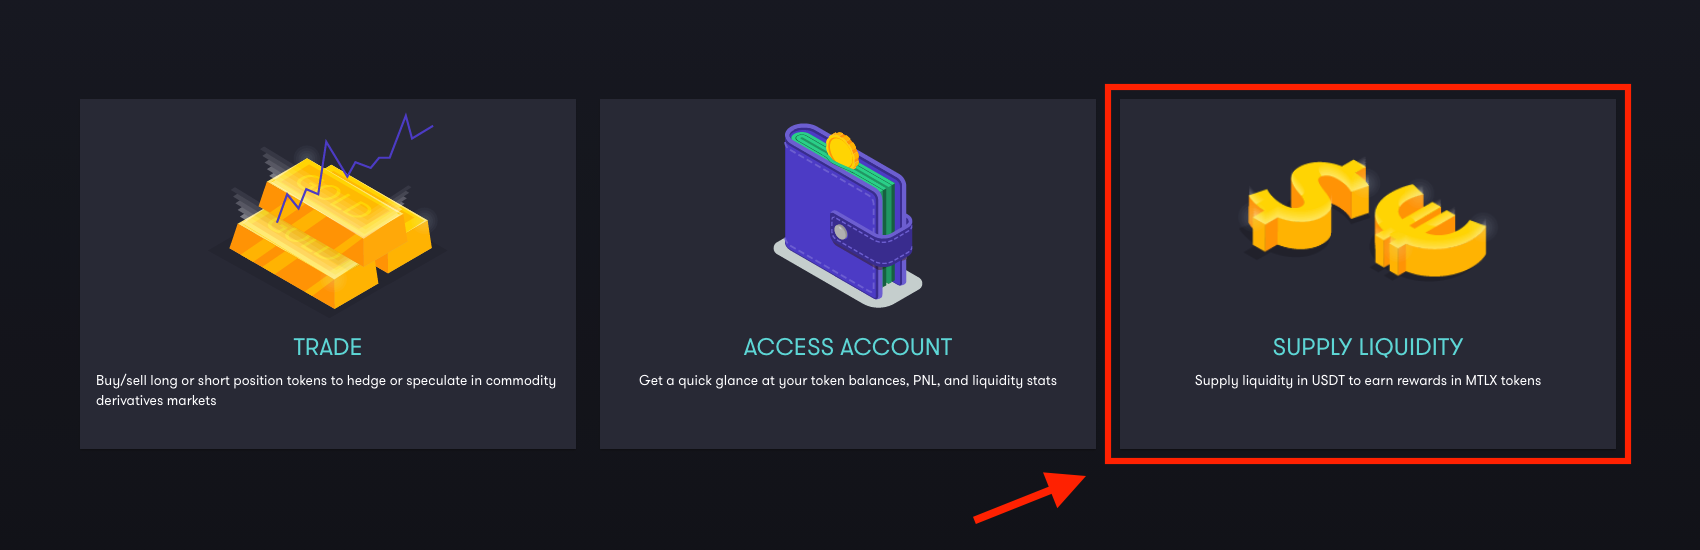 GOLD
GOLD
TRADE
Buy/sell long or short position tokens to hedge or speculate in commodity
derivatives markets
ACCESS ACCOUNT
Get a quick glance at your token balances, PNL, and liquidity stats
$ €
SUPPLY LIQUIDITY
Supply liquidity in USDT to earn rewards in MTLX tokens